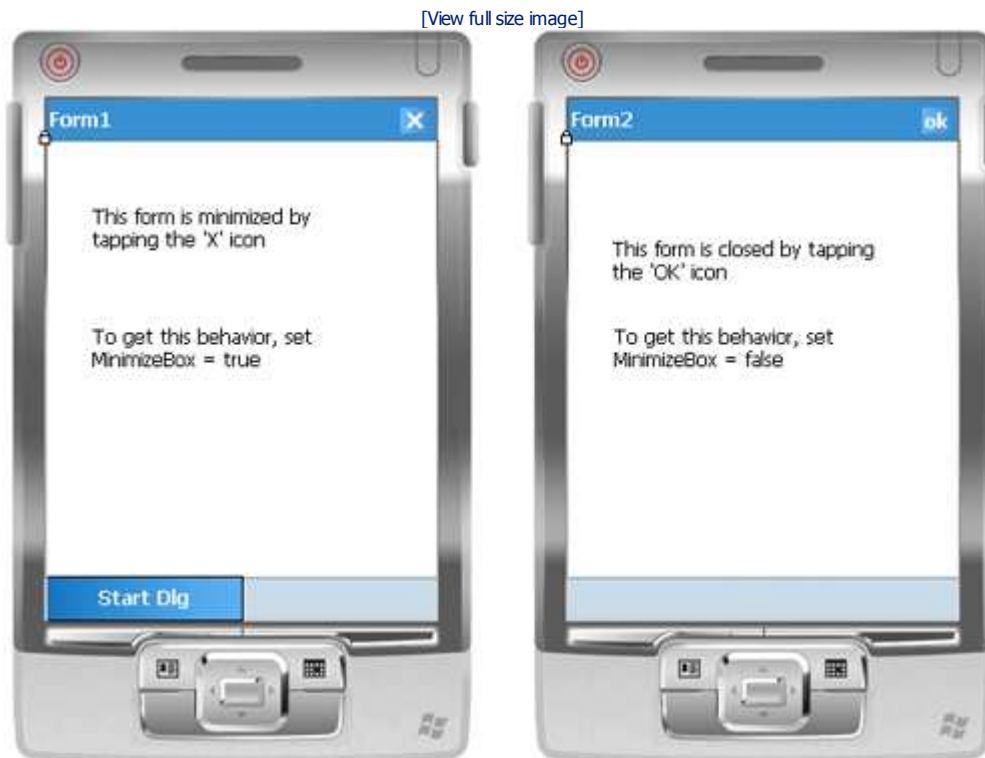 [View full size image]
Form1
X
This form is minimized by
tapping the 'X' icon
To get this behavior, set
MinimizeBox = true
Start Dlg
Form2
ok
This form is closed by tapping
the 'OK' icon
To get this behavior, set
MinimizeBox = false